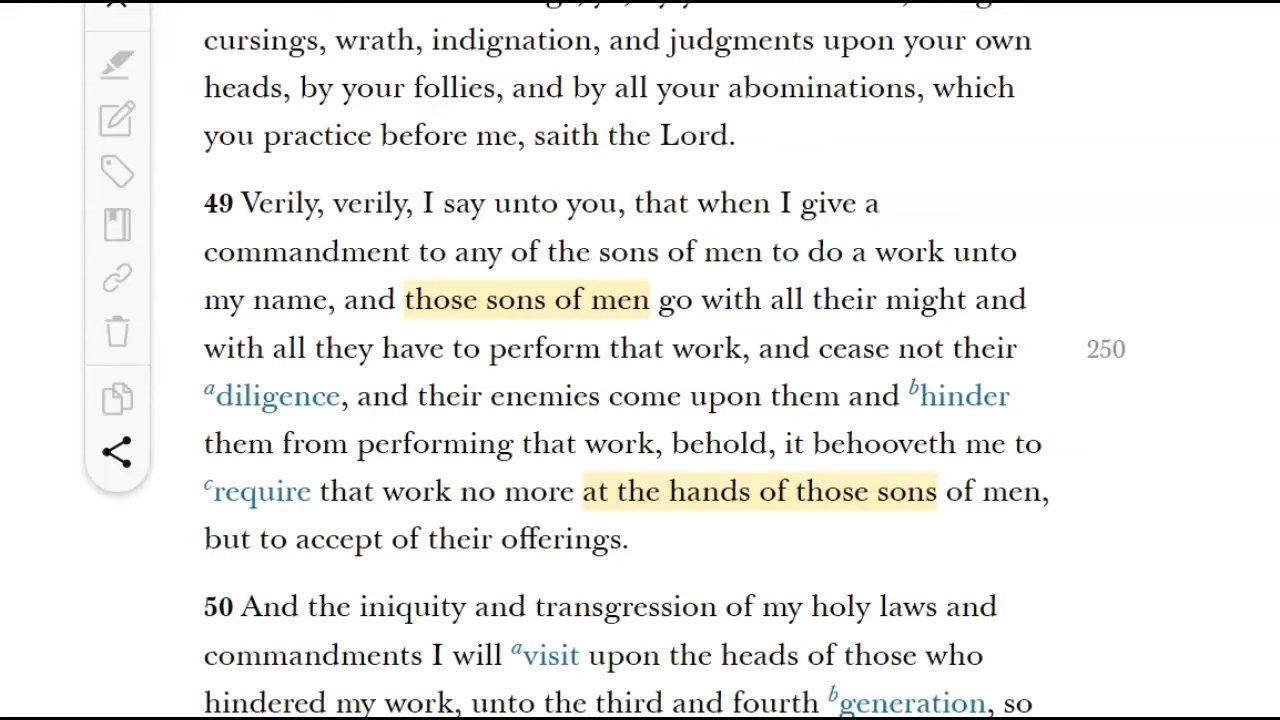 cursings, wrath, indignation, and judgments upon your own
heads, by your follies, and by all your abominations, which
you practice before me, saith the Lord.
49 Verily, verily, I say unto you, that when I give a
commandment to any of the sons of men to do a work unto
my name, and those sons of men go with all their might and
with all they have to perform that work, and cease not their
250
a diligence, and their enemies come upon them and b hinder
them from performing that work, behold, it behooveth me to
c require that work no more at the hands of those sons of men,
but to accept of their offerings.
50 And the iniquity and transgression of my holy laws and
commandments I will a visit upon the heads of those who
hindered my work, unto the third and fourth b generation, so